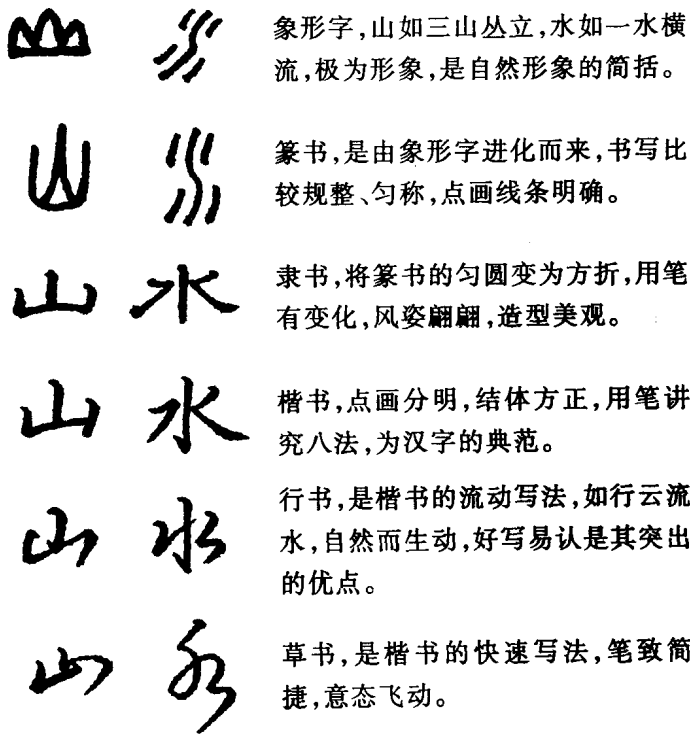 山 水 象形字,山如三山丛立,水如一水横
流,极为形象,是自然形象的简括。
山 水 篆书,是由象形字进化而来,书写比
较规整、匀称,点画线条明确。
山 水 隶书,将篆书的匀圆变为方折,用笔
有变化,风姿翩翩,造型美观。
山 水 楷书,点画分明,结体方正,用笔讲
究八法,为汉字的典范。
山 水 行书,是楷书的流动写法,如行云流
水,自然而生动,好写易认是其突出
的优点。
山 水 草书,是楷书的快速写法,笔致简
捷,意态飞动。